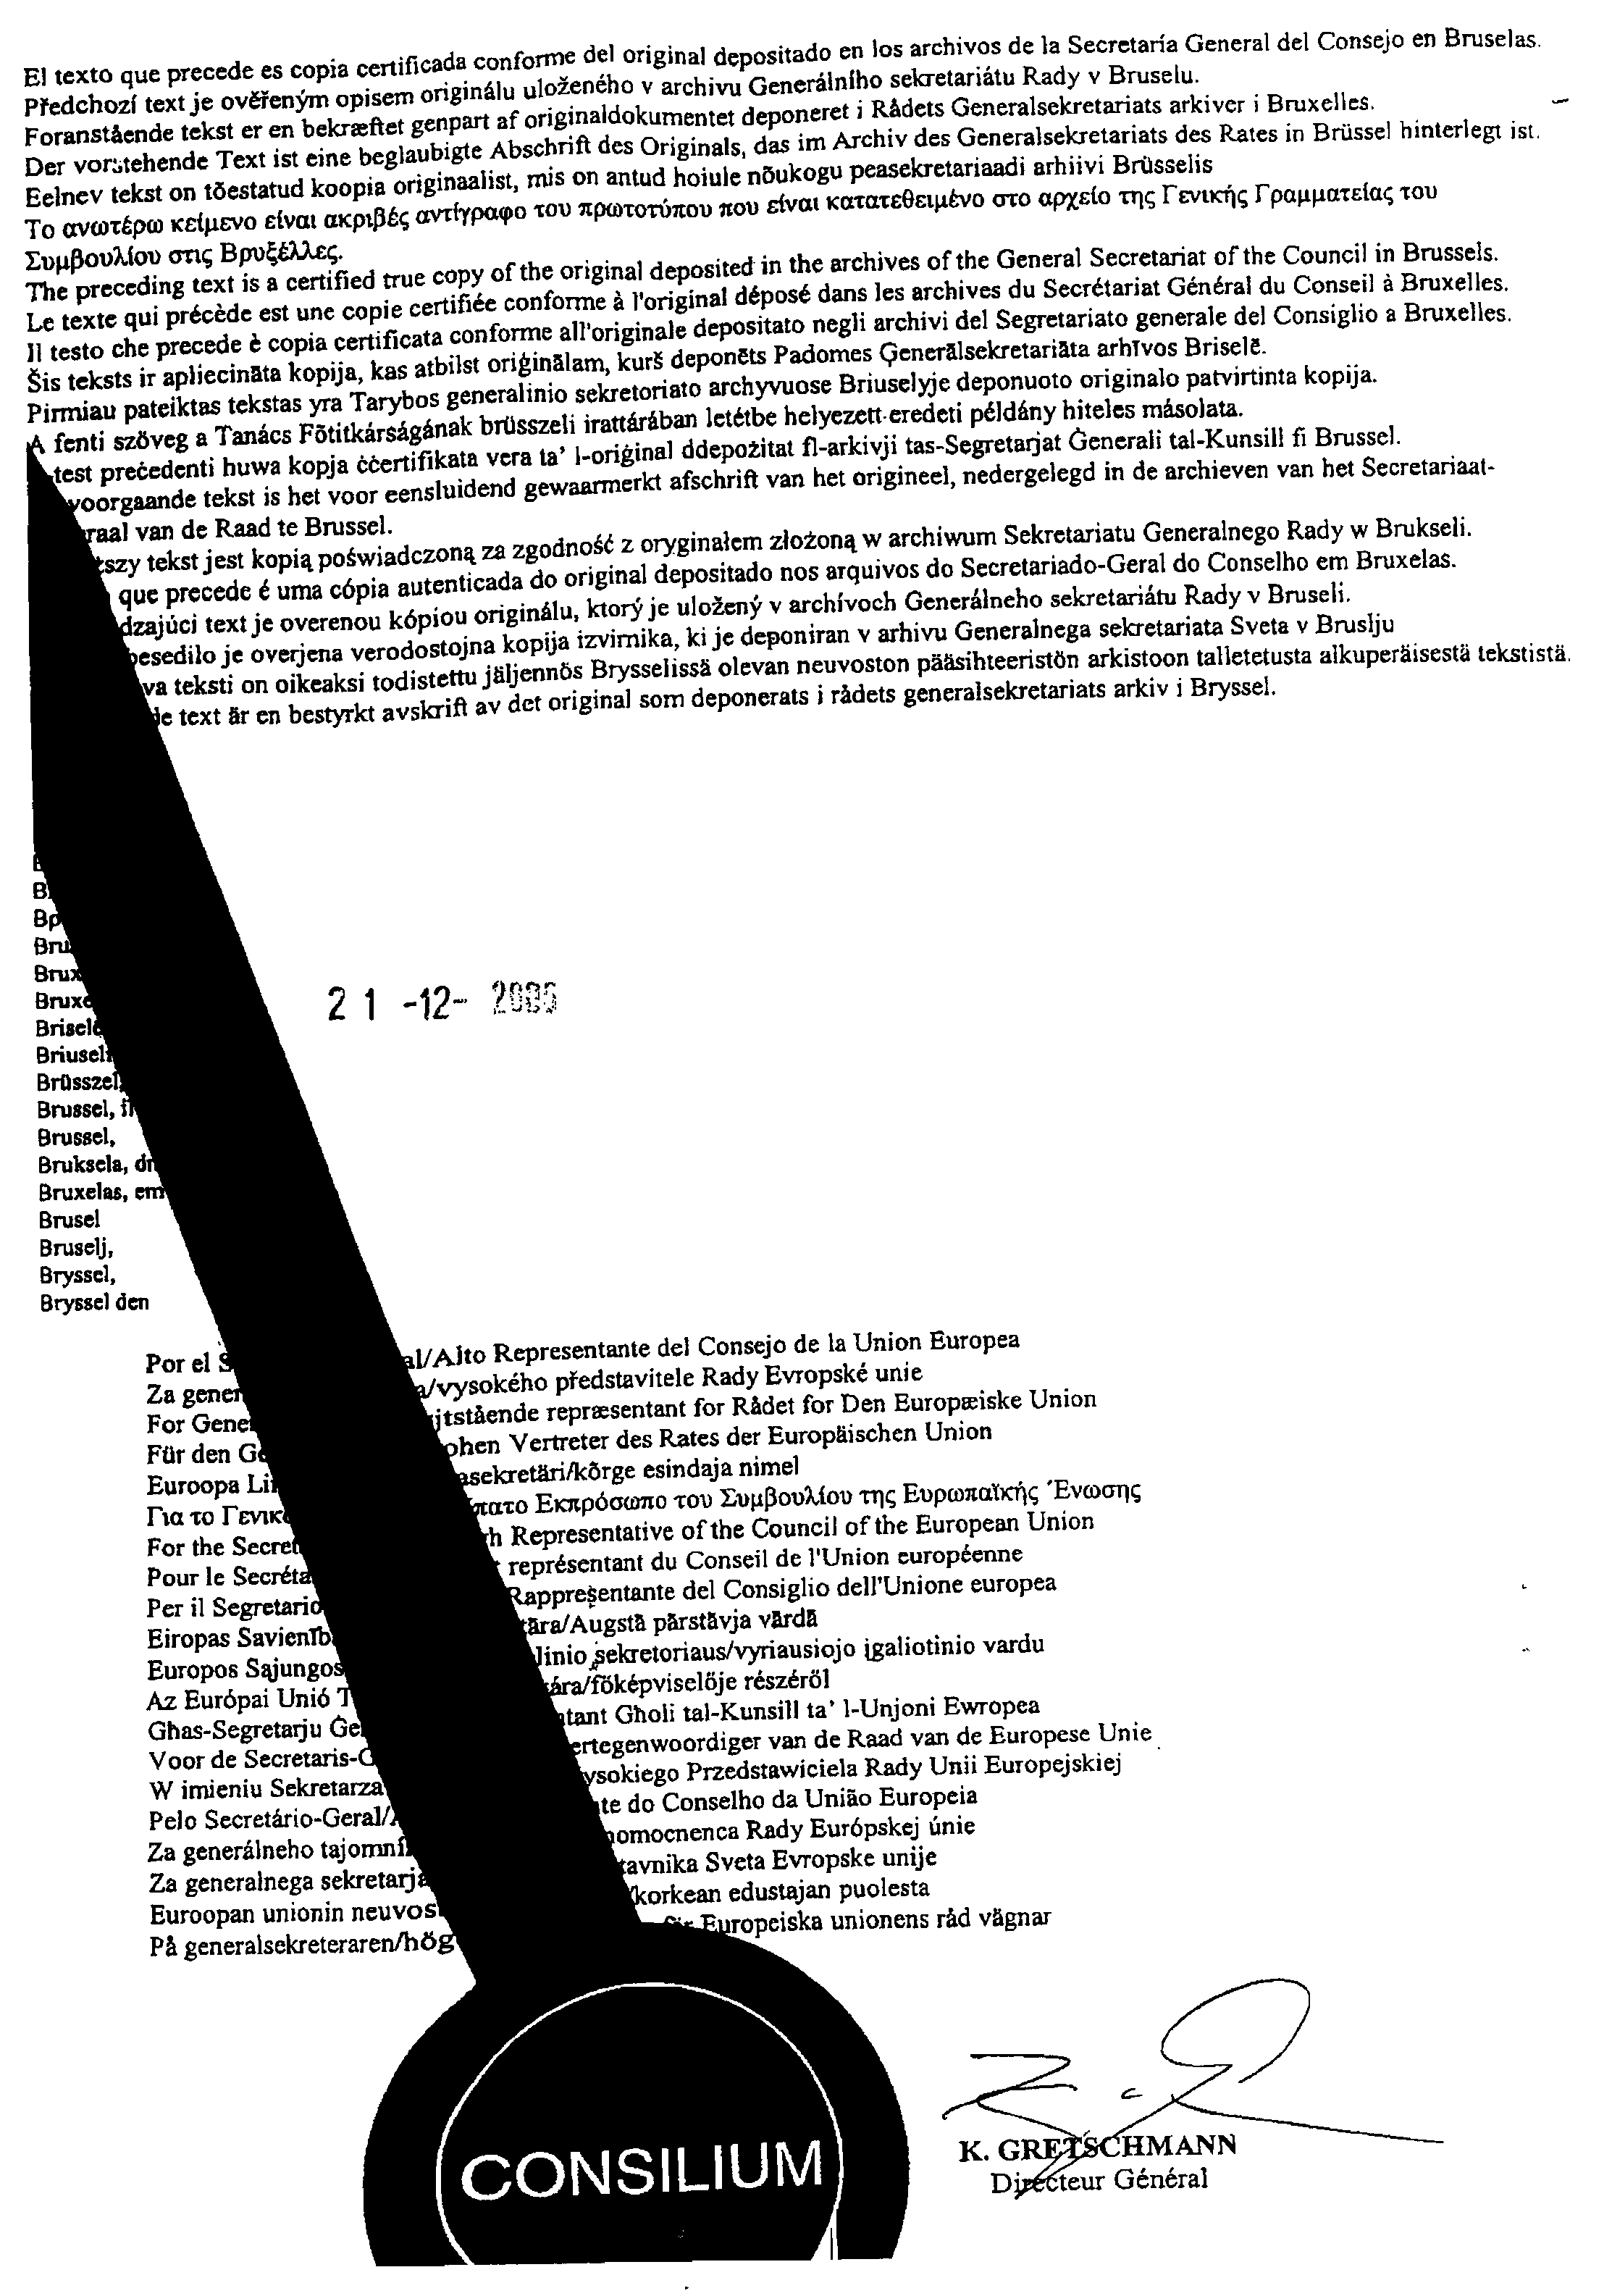 El texto que precede es copia certificada conforme del original depositado en los archivos de la Secretaría General del Consejo en Bruselas.
Předchozí text je ověřeným opisem originálu uloženého v archivu Generálního sekretariátu Rady v Bruselu.
Foranstående tekst er en bekræftet genpart af originaldokumentet deponeret i Rådets Generalsekretariats arkiver i Bruxelles.
Der vorstehende Text ist eine beglaubigte Abschrift des Originals, das im Archiv des Generalsekretariats des Rates in Brüssel hinterlegt ist.
Eelnev tekst on tõestatud koopia originaalist, mis on antud hoiule nõukogu peasekretariaadi arhiivi Brüsselis
Το ανωτέρω κείμενο είναι ακριβές αντίγραφο του πρωτοτύπου που είναι κατατεθειμένο στο αρχείο της Γενικής Γραμματείας του
Συμβουλίου στις Βρυξέλλες.
The preceding text is a certified true copy of the original deposited in the archives of the General Secretariat of the Council in Brussels.
Le texte qui précède est une copie certifiée conforme à l'original déposé dans les archives du Secrétariat Général du Conseil à Bruxelles.
Il testo che precede è copia certificata conforme all'originale depositato negli archivi del Segretariato generale del Consiglio a Bruxelles.
Šis teksts ir apliecināta kopija, kas atbilst oriģinālam, kurš deponēts Padomes Ģenerālsekretariāta arhīvos Briselē.
Pirmiau pateiktas tekstas yra Tarybos generalinio sekretoriato archyvuose Briuselyje deponuoto originalo patvirtinta kopija.
A fenti szöveg a Tanács Főtitkárságának brüsszeli irattárában letétbe helyezett eredeti példány hiteles másolata.
test preċedenti huwa kopja ċċertifikata vera ta' l-oriġinal ddepożitat fl-arkivji tas-Segretarjat Ġenerali tal-Kunsill fi Brussel.
voorgaande tekst is het voor eensluidend gewaarmerkt afschrift van het origineel, nedergelegd in de archieven van het Secretariaat-
raal van de Raad te Brussel.
szy tekst jest kopią poświadczoną za zgodność z oryginałem złożoną w archiwum Sekretariatu Generalnego Rady w Brukseli.
que precede é uma cópia autenticada do original depositado nos arquivos do Secretariado-Geral do Conselho em Bruxelas.
dzajúci text je overenou kópiou originálu, ktorý je uložený v archívoch Generálneho sekretariátu Rady v Bruseli.
besedilo je overjena verodostojna kopija izvirnika, ki je deponiran v arhivu Generalnega sekretariata Sveta v Bruslju
va teksti on oikeaksi todistettu jäljennös Brysselissä olevan neuvoston pääsihteeristön arkistoon talletetusta alkuperäisestä tekstistä.
de text är en bestyrkt avskrift av det original som deponerats i rådets generalsekretariats arkiv i Bryssel.
Βρ
Bru
Brux
Bruxe
Briselē
Briusel
Brüsszel,
Brussel, il
Brussel,
Bruksela, dn
Bruxelas, em
Brusel
Bruselj,
Bryssel,
Bryssel den
21 -12-
Por el S al/Alto Representante del Consejo de la Union Europea
Za gener a/vysokého představitele Rady Evropské unie
For Gene jtstående repræsentant for Rådet for Den Europæiske Union
Für den Ge ohen Vertreter des Rates der Europäischen Union
Euroopa Lii asekretäri/kõrge esindaja nimel
Για το Γενικό πατο Εκπρόσωπο του Συμβουλίου της Ευρωπαϊκής Ένωσης
For the Secret h Representative of the Council of the European Union
Pour le Secréta représentant du Conseil de l'Union européenne
Per il Segretario Rappresentante del Consiglio dell'Unione europea
Eiropas Savienīb tāra/Augstā pārstāvja vārdā
Europos Sąjungos linio sekretoriaus/vyriausiojo įgaliotinio vardu
Az Európai Unió T ára/főképviselője részéről
Għas-Segretarju Ġe tant Għoli tal-Kunsill ta' l-Unjoni Ewropea
Voor de Secretaris-G ertegenwoordiger van de Raad van de Europese Unie
W imieniu Sekretarza ysokiego Przedstawiciela Rady Unii Europejskiej
Pelo Secretário-Geral/A te do Conselho da União Europeia
Za generálneho tajomní nomocnenca Rady Európskej únie
Za generalnega sekretarja tavnika Sveta Evropske unije
Euroopan unionin neuvos /korkean edustajan puolesta
På generalsekreteraren/hög för Europeiska unionens råd vägnar
CONSILIUM
K. GRETSCHMANN
Directeur Général